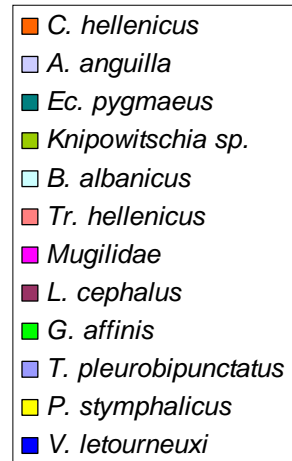 C. hellenicus
A. anguilla
Ec. pygmaeus
Knipowitschia sp.
B. albanicus
Tr. hellenicus
Mugilidae
L. cephalus
G. affinis
T. pleurobipunctatus
P. stymphalicus
V. letourneuxi